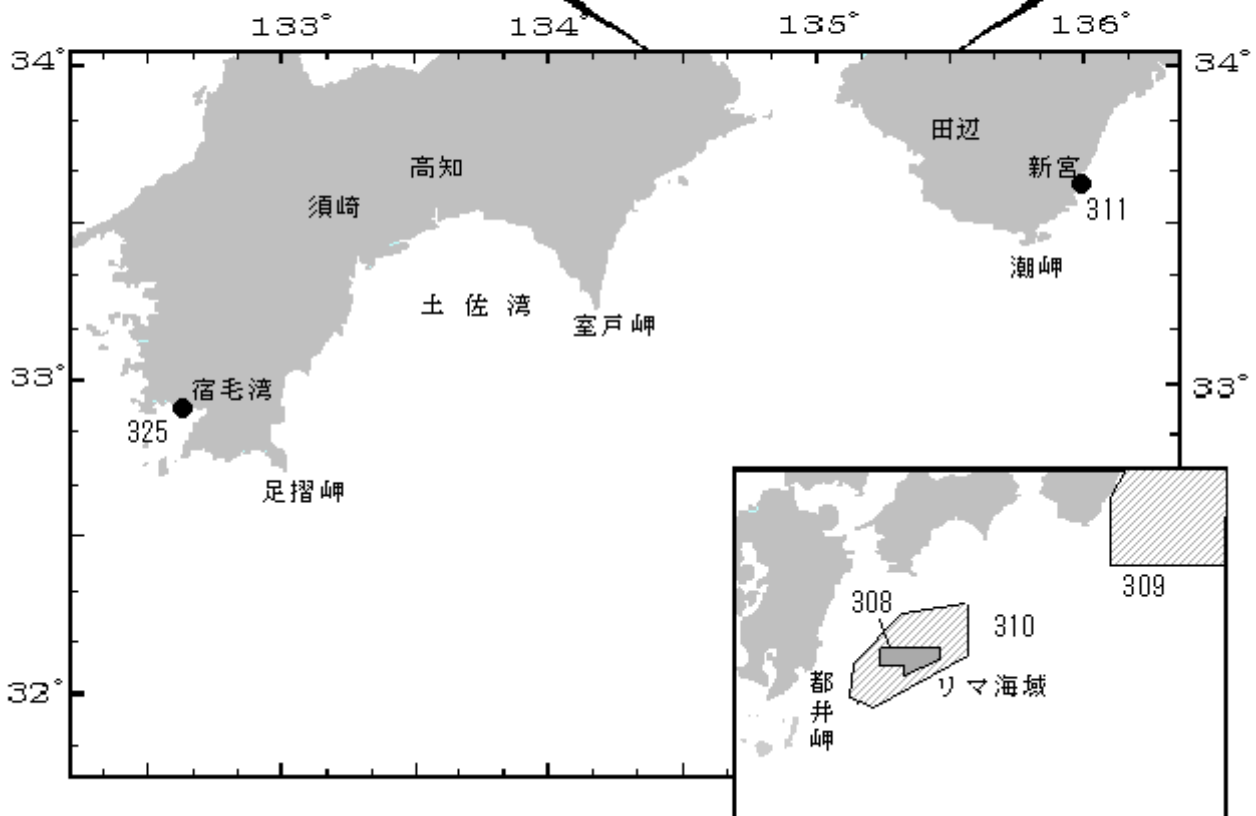 133°
134°
135°
136°
34°
34°
田辺
高知
新宮
須崎
311
潮岬
土佐湾
室戸岬
33°
33°
宿毛湾
325
足摺岬
309
308
310
都井岬
リマ海域
32°